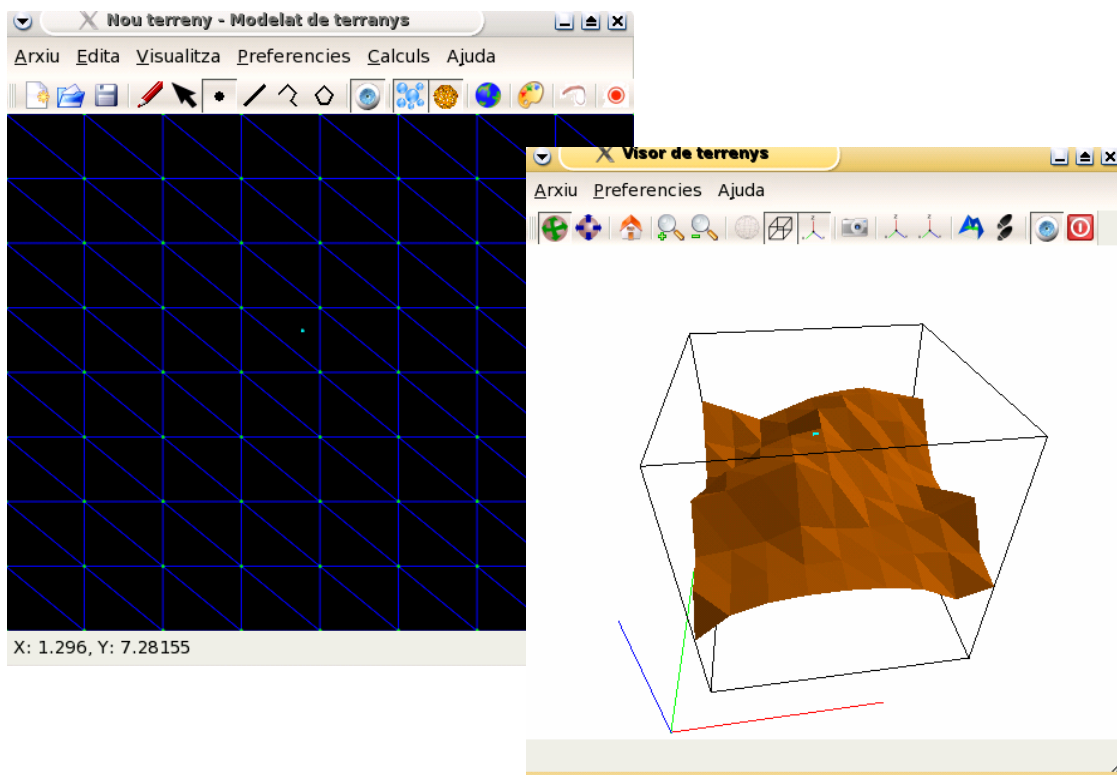 Nou terreny - Modelat de terranys
Arxiu Edita Visualitza Preferencies Calculs Ajuda
Visor de terrenys
Arxiu Preferencies Ajuda
X: 1.296, Y: 7.28155